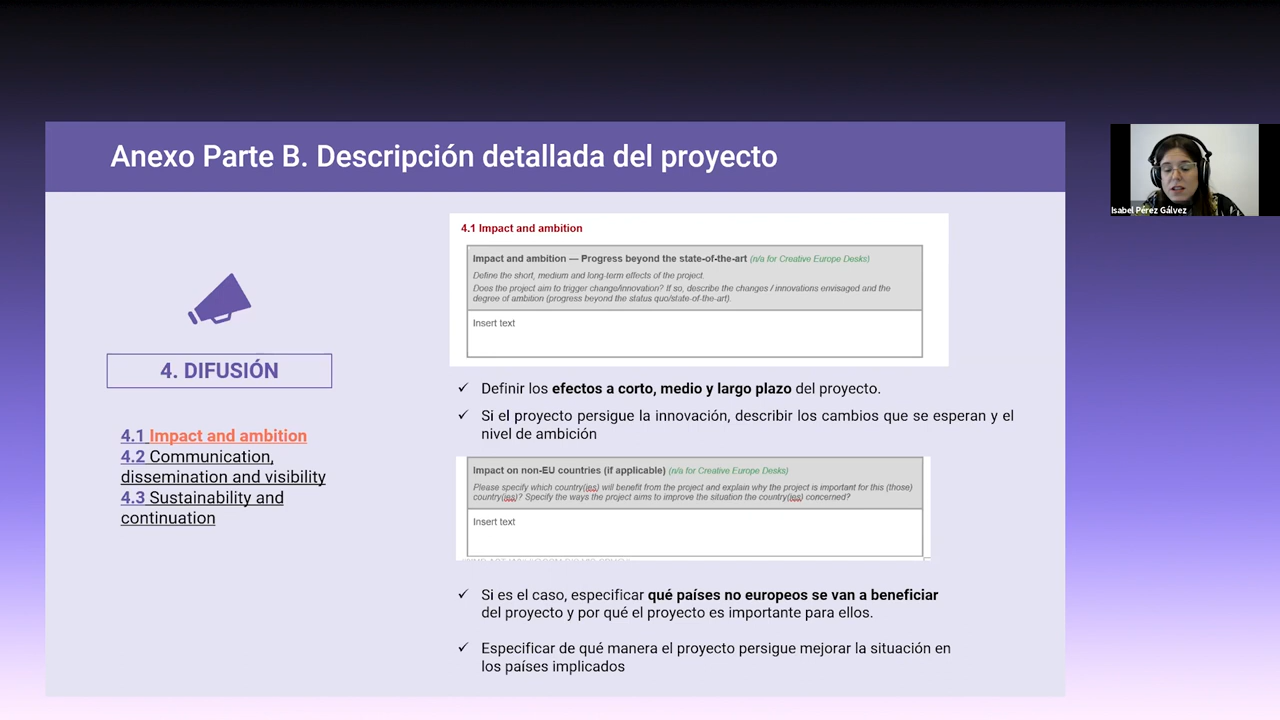 Anexo Parte B. Descripción detallada del proyecto
Isabel Pérez Gálvez
4. DIFUSIÓN
4.1 Impact and ambition
4.2 Communication,
dissemination and visibility
4.3 Sustainability and
continuation
4.1 Impact and ambition
Impact and ambition — Progress beyond the state-of-the-art (n/a for Creative Europe Desks)
Define the short, medium and long-term effects of the project.
Does the project aim to trigger change/innovation? If so, describe the changes / innovations envisaged and the
degree of ambition (progress beyond the status quo/state-of-the-art).
Insert text
✓ Definir los efectos a corto, medio y largo plazo del proyecto.
✓ Si el proyecto persigue la innovación, describir los cambios que se esperan y el
nivel de ambición
Impact on non-EU countries (if applicable) (n/a for Creative Europe Desks)
Please specify which country(ies) will benefit from the project and explain why the project is important for this (those)
country(ies)? Specify the ways the project aims to improve the situation the country(ies) concerned?
Insert text
✓ Si es el caso, especificar qué países no europeos se van a beneficiar
del proyecto y por qué el proyecto es importante para ellos.
✓ Especificar de qué manera el proyecto persigue mejorar la situación en
los países implicados